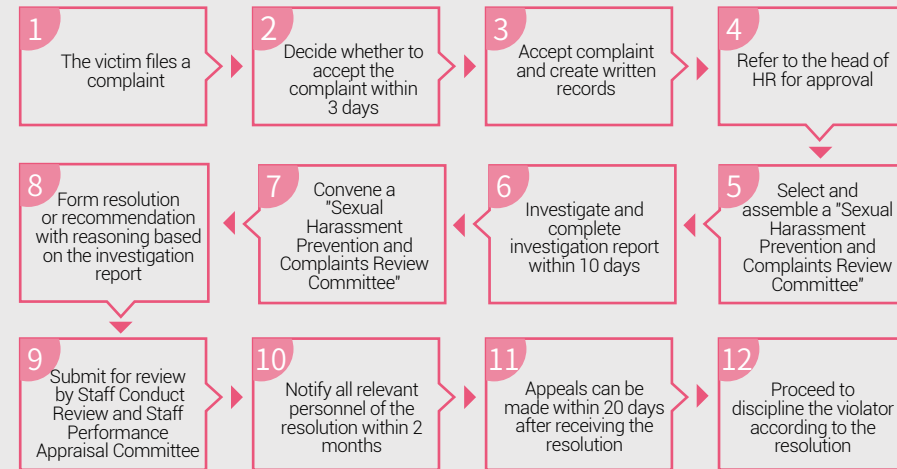 1
The victim files a
complaint
2
Decide whether to
accept the
complaint within
3 days
3
Accept complaint
and create written
records
4
Refer to the head of
HR for approval
5
Select and
assemble a "Sexual
Harassment
Prevention and
Complaints Review
Committee"
6
Investigate and
complete
investigation report
within 10 days
7
Convene a
"Sexual
Harassment
Prevention and
Complaints Review
Committee"
8
Form resolution
or recommendation
with reasoning based
on the investigation
report
9
Submit for review
by Staff Conduct
Review and Staff
Performance
Appraisal Committee
10
Notify all relevant
personnel of the
resolution within 2
months
11
Appeals can be
made within 20 days
after receiving the
resolution
12
Proceed to
discipline the violator
according to the
resolution